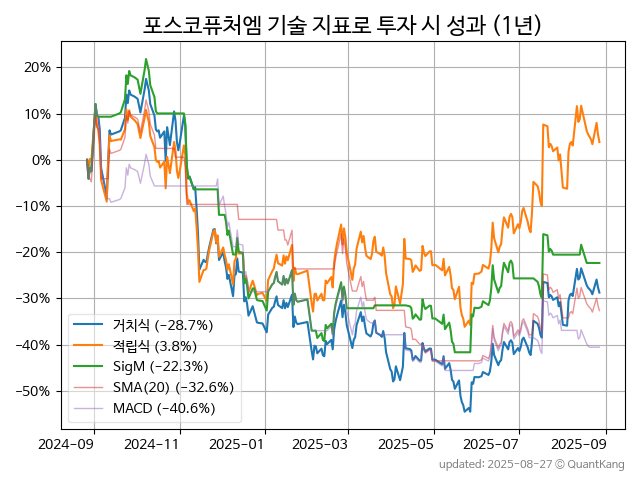 포스코퓨처엠 기술 지표로 투자 시 성과 (1년)
20%
10%
0%
−10%
−20%
−30%
−40%
−50%
거치식 (−28.7%)
적립식 (3.8%)
SigM (−22.3%)
SMA(20) (−32.6%)
MACD (−40.6%)
2024-09 2024-11 2025-01 2025-03 2025-05 2025-07 2025-09
updated: 2025-08-27 © QuantKang